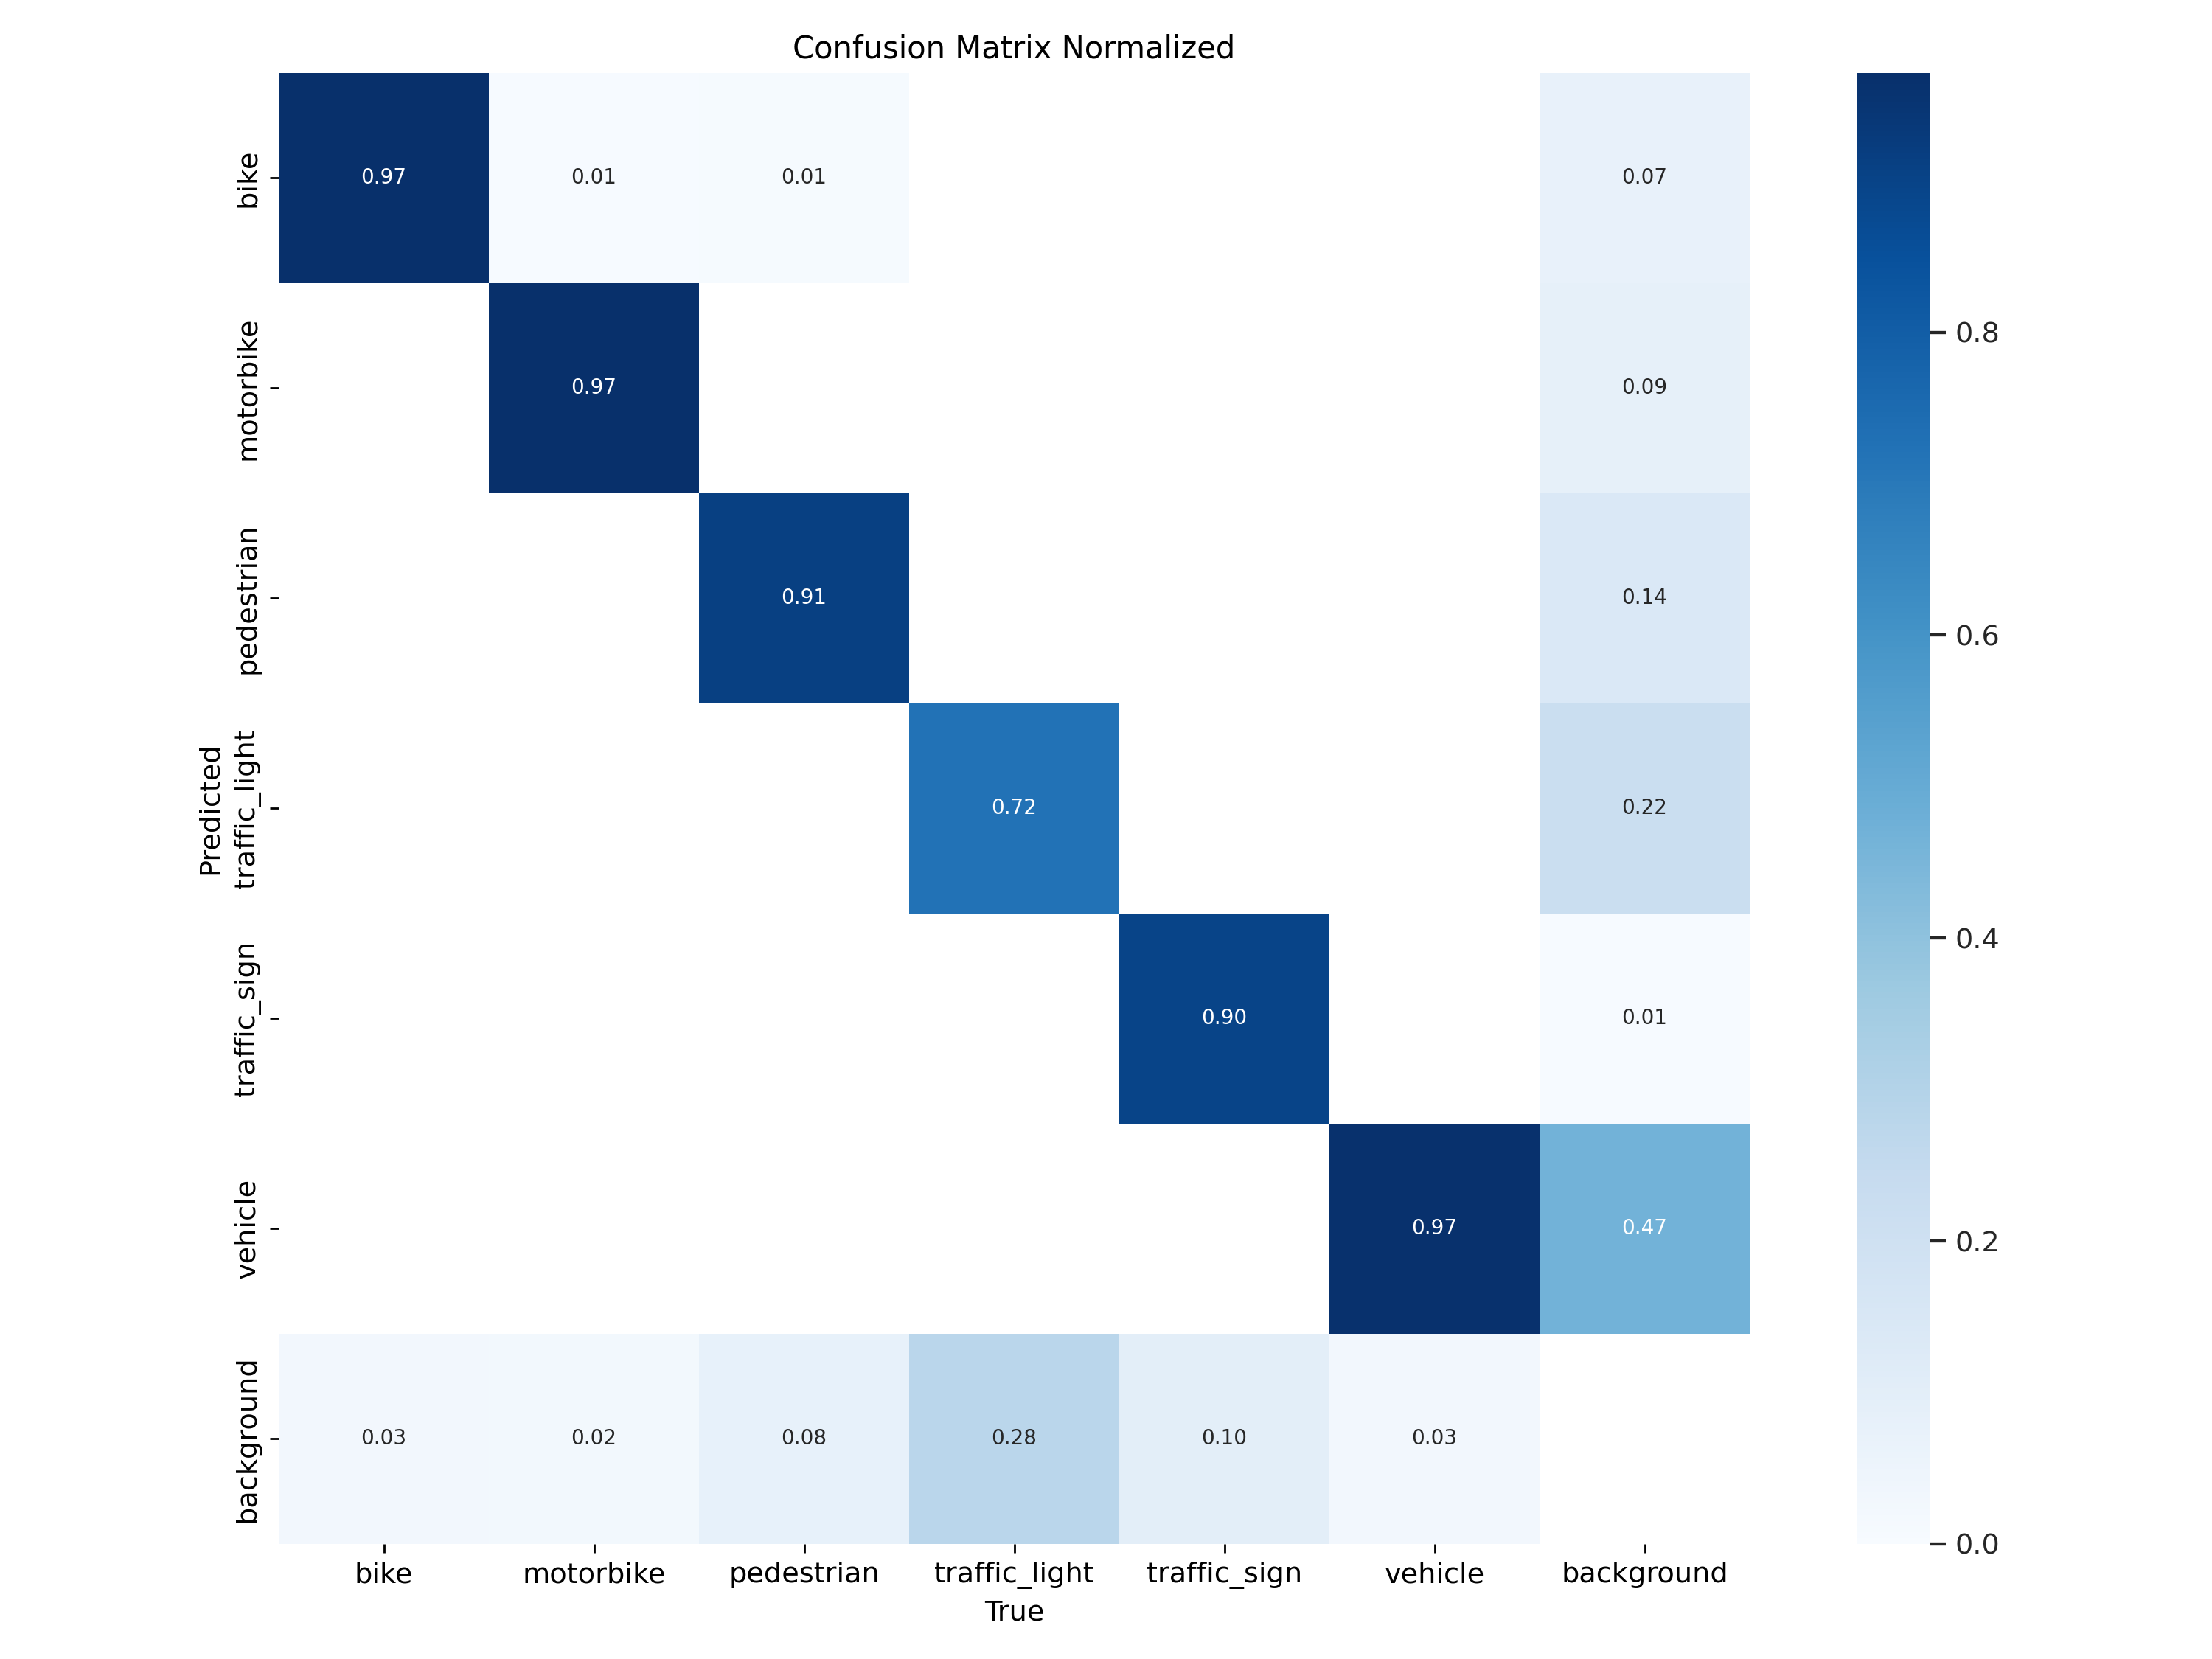 Confusion Matrix Normalized
bike 0.97 0.01 0.01 0.07
motorbike 0.97 0.09
pedestrian 0.91 0.14
traffic_light 0.72 0.22
traffic_sign 0.90 0.01
vehicle 0.97 0.47
background 0.03 0.02 0.08 0.28 0.10 0.03
Predicted
bike motorbike pedestrian traffic_light traffic_sign vehicle background
True
0.8
0.6
0.4
0.2
0.0